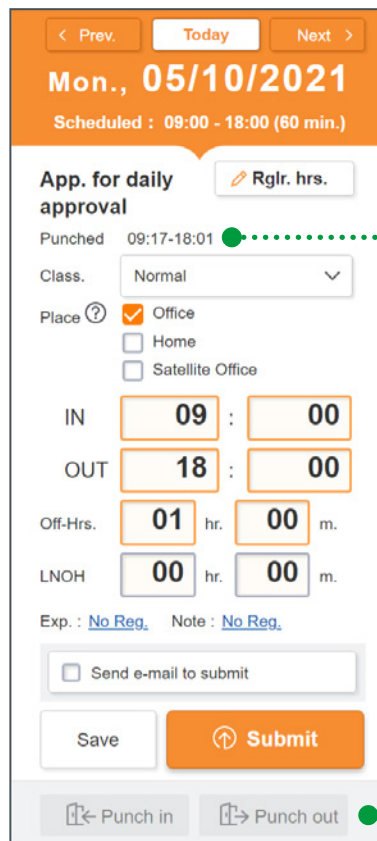 < Prev. Today Next >
Mon., 05/10/2021
Scheduled : 09:00 - 18:00 (60 min.)
App. for daily
approval
Rglr. hrs.
Punched 09:17-18:01
Class. Normal
Place ? Office
Home
Satellite Office
IN 09 : 00
OUT 18 : 00
Off-Hrs. 01 hr. 00 m.
LNOH 00 hr. 00 m.
Exp. : No Reg. Note : No Reg.
Send e-mail to submit
Save Submit
Punch in Punch out